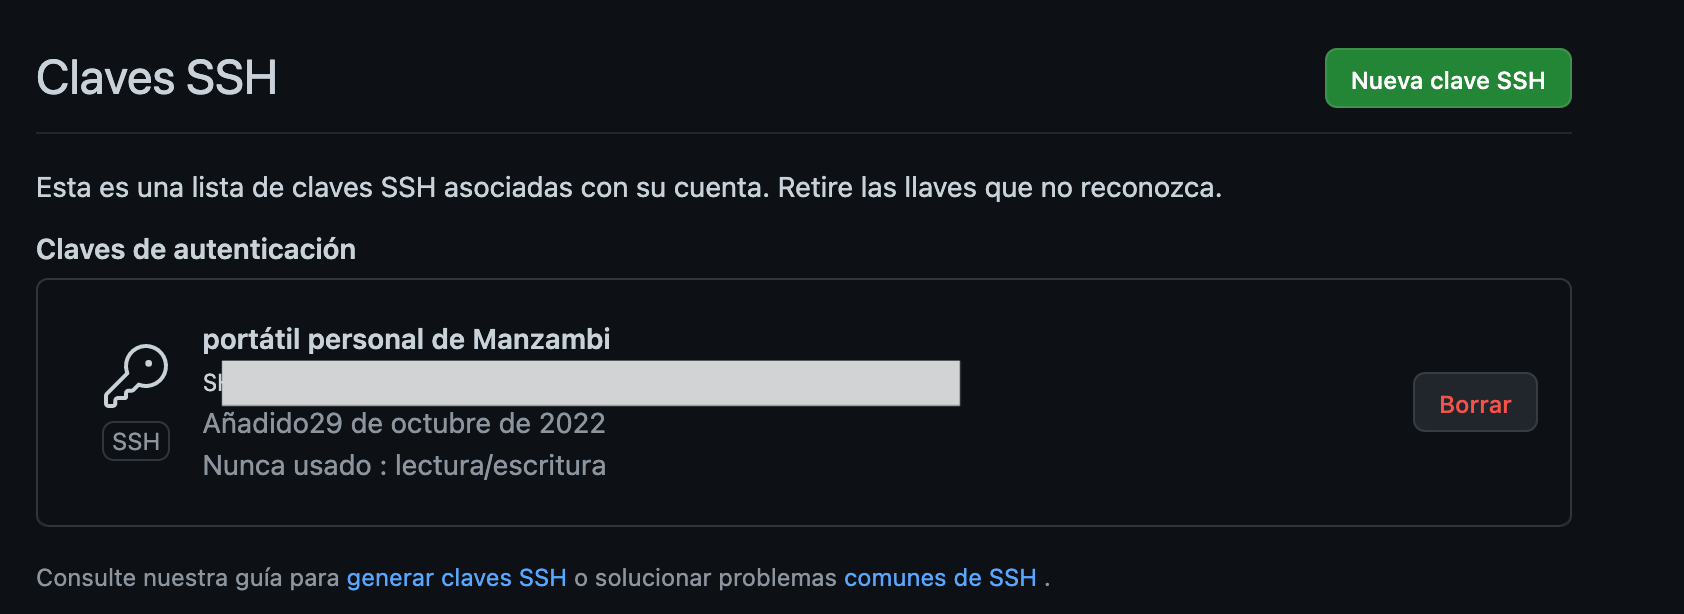 Claves SSH
Nueva clave SSH
Esta es una lista de claves SSH asociadas con su cuenta. Retire las llaves que no reconozca.
Claves de autenticación
portátil personal de Manzambi
Añadido29 de octubre de 2022
SSH
Nunca usado : lectura/escritura
Borrar
Consulte nuestra guía para generar claves SSH o solucionar problemas comunes de SSH .